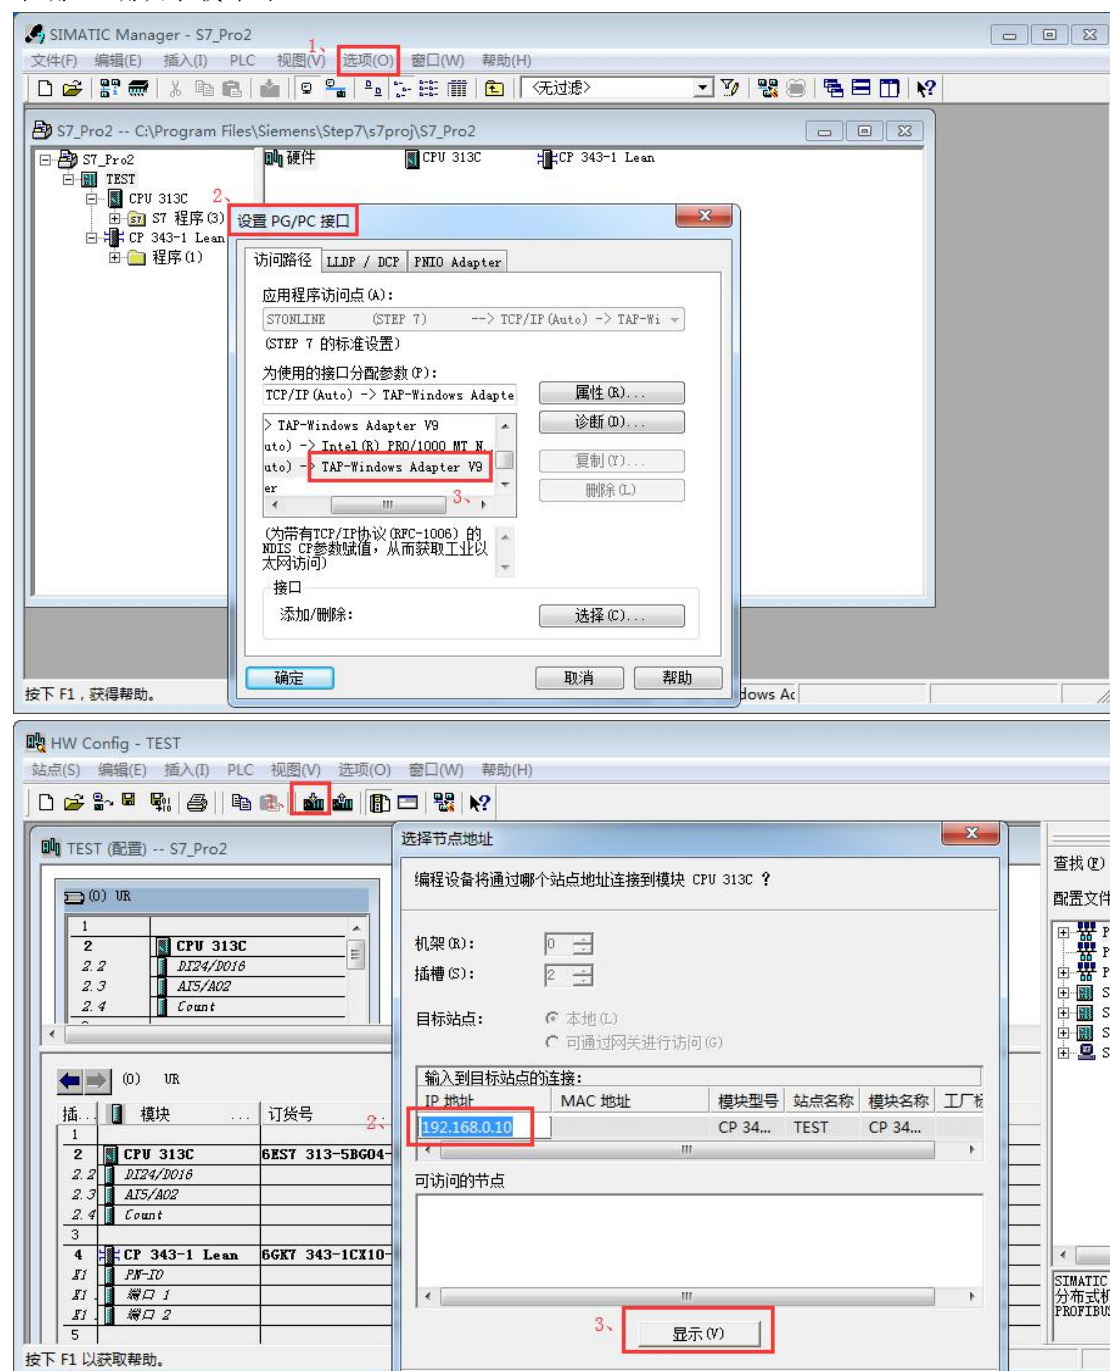 SIMATIC Manager - S7_Pro2
1、
文件(F) 编辑(E) 插入(I) PLC 视图(V) 选项(O) 窗口(W) 帮助(H)
<无过滤>
S7_Pro2 -- C:\Program Files\Siemens\Step7\s7proj\S7_Pro2
S7_Pro2
TEST
CPU 313C
S7 程序(3)
CP 343-1 Lean
程序(1)
硬件 CPU 313C CP 343-1 Lean
2、
设置 PG/PC 接口
访问路径 LLDP / DCP PNIO Adapter
应用程序访问点(A):
S7ONLINE (STEP 7) --> TCP/IP(Auto) -> TAP-Wi
(STEP 7 的标准设置)
为使用的接口分配参数(P):
TCP/IP(Auto) -> TAP-Windows Adapte
属性(R)...
> TAP-Windows Adapter V9
诊断(D)...
uto) -> Intel(R) PRO/1000 MT N..
uto) -> TAP-Windows Adapter V9
复制(Y)...
er
3、
删除(L)
(为带有TCP/IP协议(RFC-1006) 的
NDIS CP参数赋值，从而获取工业以
太网访问)
接口
添加/删除:
选择(C)...
确定 取消 帮助
按下 F1，获得帮助。
dows Ac
HW Config - TEST
站点(S) 编辑(E) 插入(I) PLC 视图(V) 选项(O) 窗口(W) 帮助(H)
TEST (配置) -- S7_Pro2
(0) UR
1
2 CPU 313C
2.2 DI24/DO16
2.3 AI5/AO2
2.4 Count
(0) UR
插... 模块 ... 订货号
1
2 CPU 313C 6ES7 313-5BG04-
2.2 DI24/DO16
2.3 AI5/AO2
2.4 Count
3
4 CP 343-1 Lean 6GK7 343-1CX10-
X1 PN-IO
X1 . 端口 1
X1 . 端口 2
5
选择节点地址
编程设备将通过哪个站点地址连接到模块 CPU 313C ?
机架(R): 0
插槽(S): 2
目标站点: 本地(L)
可通过网关进行访问(G)
输入到目标站点的连接:
IP 地址 MAC 地址 模块型号 站点名称 模块名称 工厂标
2、
192.168.0.10 CP 34... TEST CP 34...
可访问的节点
3、
显示(V)
查找(F)
配置文件
P
P
P
S
S
S
S
SIMATIC
分布式机
PROFIBUS
按下 F1 以获取帮助。